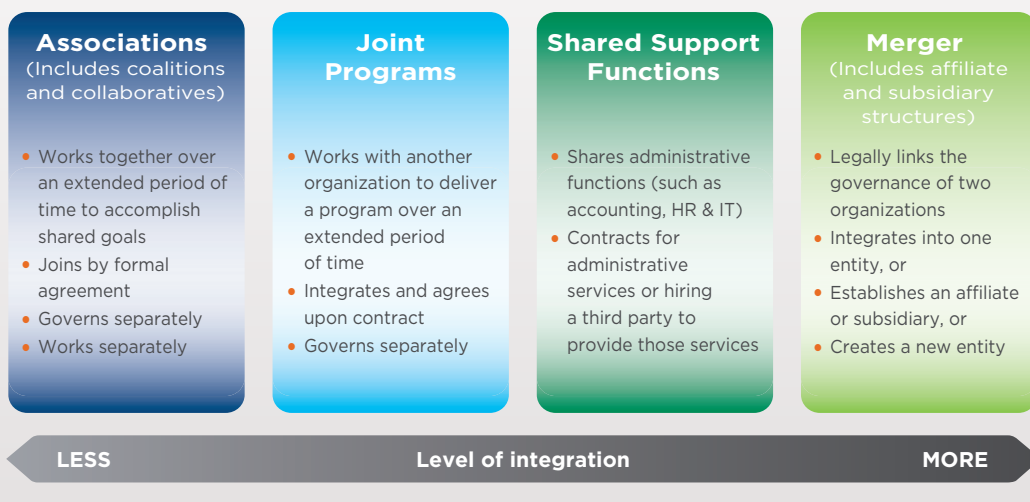 Associations
(Includes coalitions
and collaboratives)
• Works together over
an extended period of
time to accomplish
shared goals
• Joins by formal
agreement
• Governs separately
• Works separately
Joint
Programs
• Works with another
organization to deliver
a program over an
extended period
of time
• Integrates and agrees
upon contract
• Governs separately
Shared Support
Functions
• Shares administrative
functions (such as
accounting, HR & IT)
• Contracts for
administrative
services or hiring
a third party to
provide those services
Merger
(Includes affiliate
and subsidiary
structures)
• Legally links the
governance of two
organizations
• Integrates into one
entity, or
• Establishes an affiliate
or subsidiary, or
• Creates a new entity
LESS Level of integration MORE